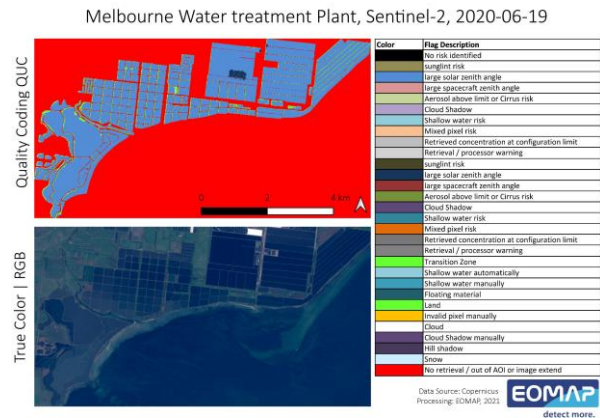 Melbourne Water treatment Plant, Sentinel-2, 2020-06-19
Quality Coding QUC
0 2 4 km
True Color | RGB
Color Flag Description
No risk identified
sunglint risk
large solar zenith angle
large spacecraft zenith angle
Aerosol above limit or Cirrus risk
Cloud Shadow
Shallow water risk
Mixed pixel risk
Retrieved concentration at configuration limit
Retrieval / processor warning
sunglint risk
large solar zenith angle
large spacecraft zenith angle
Aerosol above limit or Cirrus risk
Cloud Shadow
Shallow water risk
Mixed pixel risk
Retrieved concentration at configuration limit
Retrieval / processor warning
Transition Zone
Shallow water automatically
Shallow water manually
Floating material
Land
Invalid pixel manually
Cloud
Cloud Shadow manually
Hill shadow
Snow
No retrieval / out of AOI or image extend
Data Source: Copernicus
Processing: EOMAP, 2021
EOMAP
detect more.